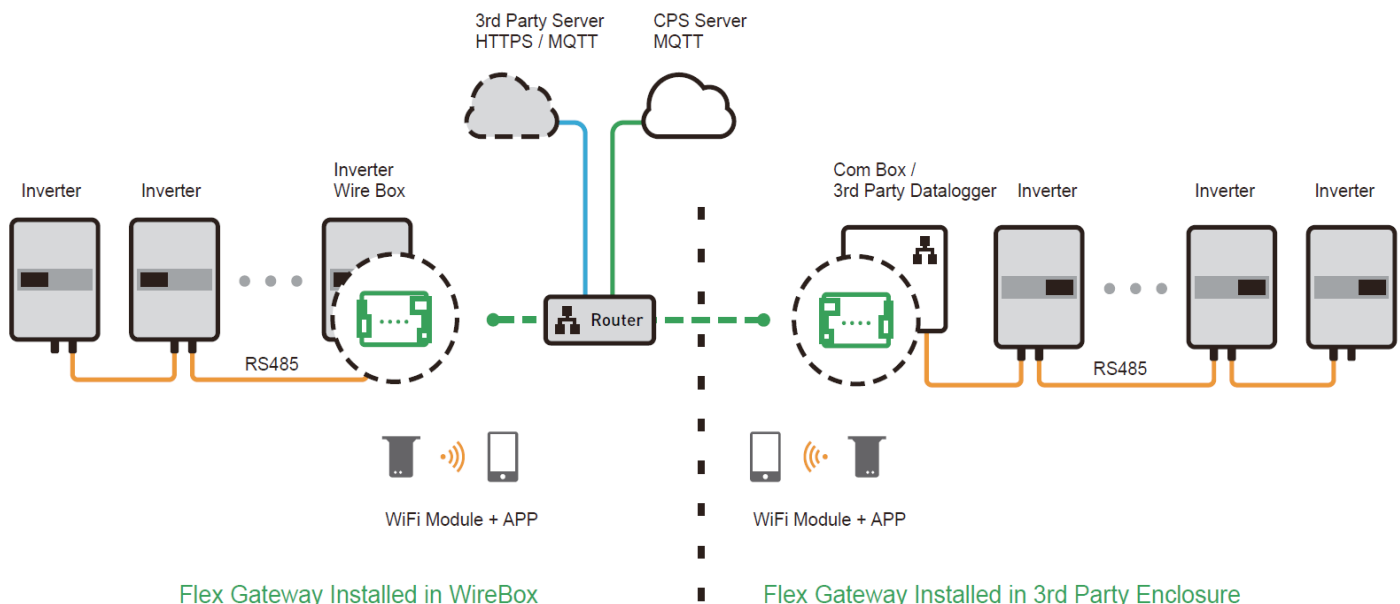 3rd Party Server
HTTPS / MQTT
CPS Server
MQTT
Inverter
Inverter
Inverter
Wire Box
Com Box /
3rd Party Datalogger
Inverter
Inverter
Inverter
Router
RS485
RS485
WiFi Module + APP
WiFi Module + APP
Flex Gateway Installed in WireBox
Flex Gateway Installed in 3rd Party Enclosure